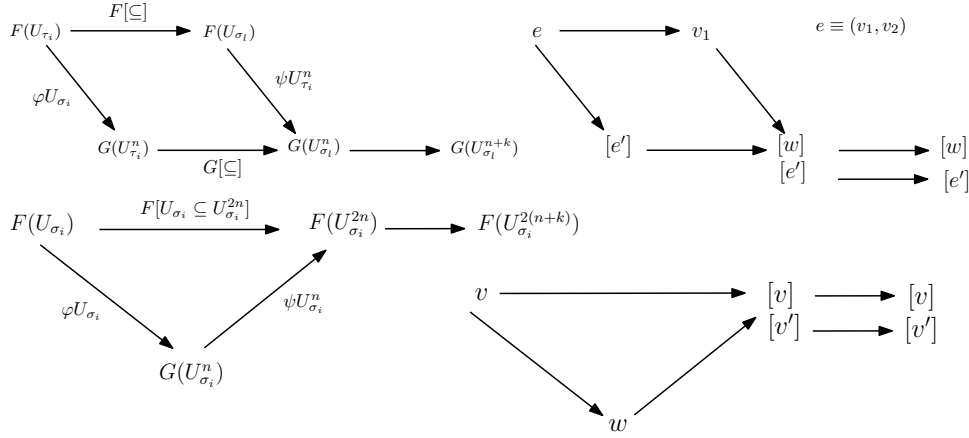 F[⊆]
F(U_{τ_i}) F(U_{σ_l}) e v_1 e ≡ (v_1, v_2)
φU_{σ_i} ψU^n_{τ_i}
G(U^n_{τ_i}) G(U^n_{σ_l}) G(U^{n+k}_{σ_l}) [e′] [w] [w]
G[⊆] [e′] [e′]
F[U_{σ_i} ⊆ U^{2n}_{σ_i}]
F(U_{σ_i}) F(U^{2n}_{σ_i}) F(U^{2(n+k)}_{σ_i})
φU_{σ_i} ψU^n_{σ_i} v [v] [v]
[v′] [v′]
G(U^n_{σ_i})
w